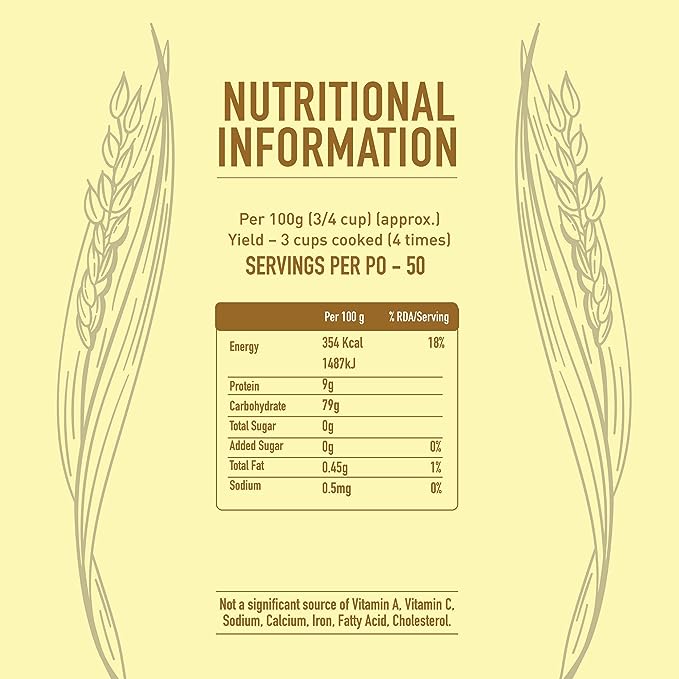 NUTRITIONAL
INFORMATION
Per 100g (3/4 cup) (approx.)
Yield – 3 cups cooked (4 times)
SERVINGS PER PO - 50
Per 100 g % RDA/Serving
Energy 354 Kcal 18%
1487kJ
Protein 9g
Carbohydrate 79g
Total Sugar 0g
Added Sugar 0g 0%
Total Fat 0.45g 1%
Sodium 0.5mg 0%
Not a significant source of Vitamin A, Vitamin C,
Sodium, Calcium, Iron, Fatty Acid, Cholesterol.